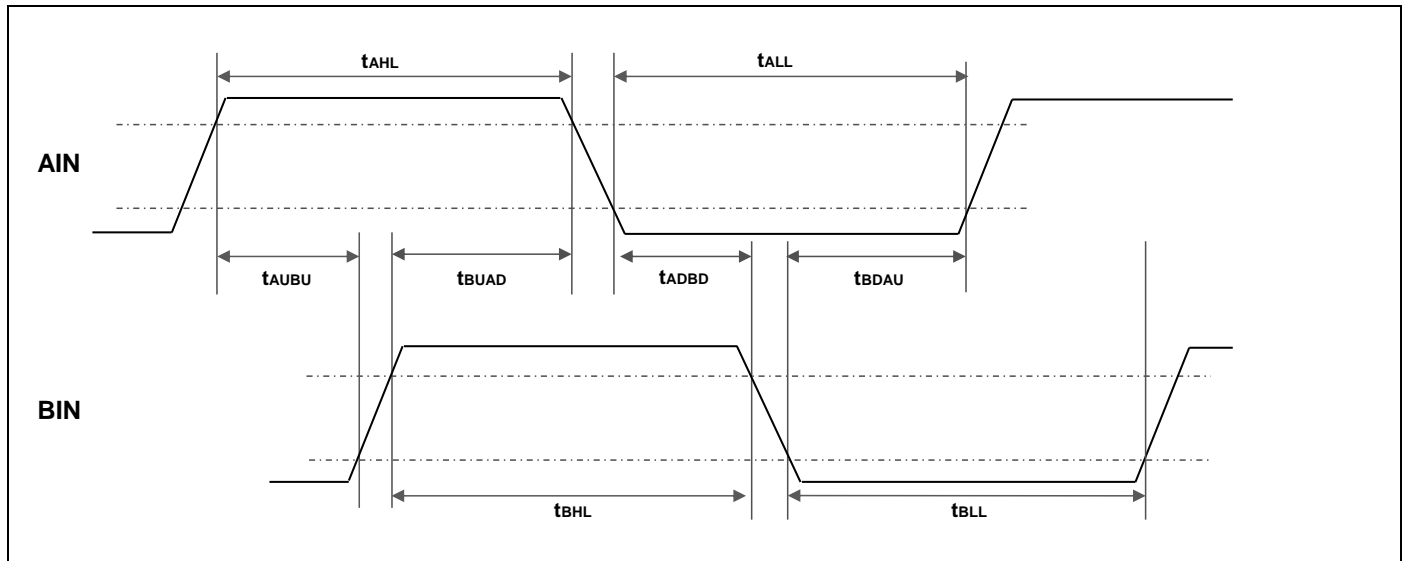 tAHL
tALL
AIN
tAUBU
tBUAD
tADBD
tBDAU
BIN
tBHL
tBLL